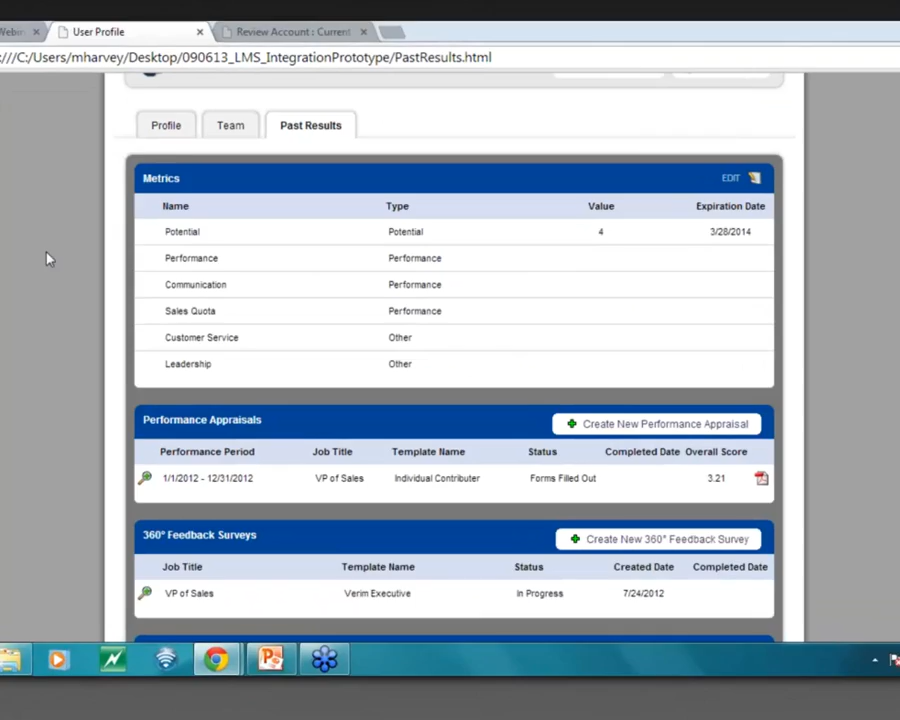 Webin User Profile Review Account : Current
:///C:/Users/mharvey/Desktop/090613_LMS_IntegrationPrototype/PastResults.html
Profile Team Past Results
Metrics EDIT
Name Type Value Expiration Date
Potential Potential 4 3/28/2014
Performance Performance
Communication Performance
Sales Quota Performance
Customer Service Other
Leadership Other
Performance Appraisals Create New Performance Appraisal
Performance Period Job Title Template Name Status Completed Date Overall Score
1/1/2012 - 12/31/2012 VP of Sales Individual Contributer Forms Filled Out 3.21
360° Feedback Surveys Create New 360° Feedback Survey
Job Title Template Name Status Created Date Completed Date
VP of Sales Verim Executive In Progress 7/24/2012